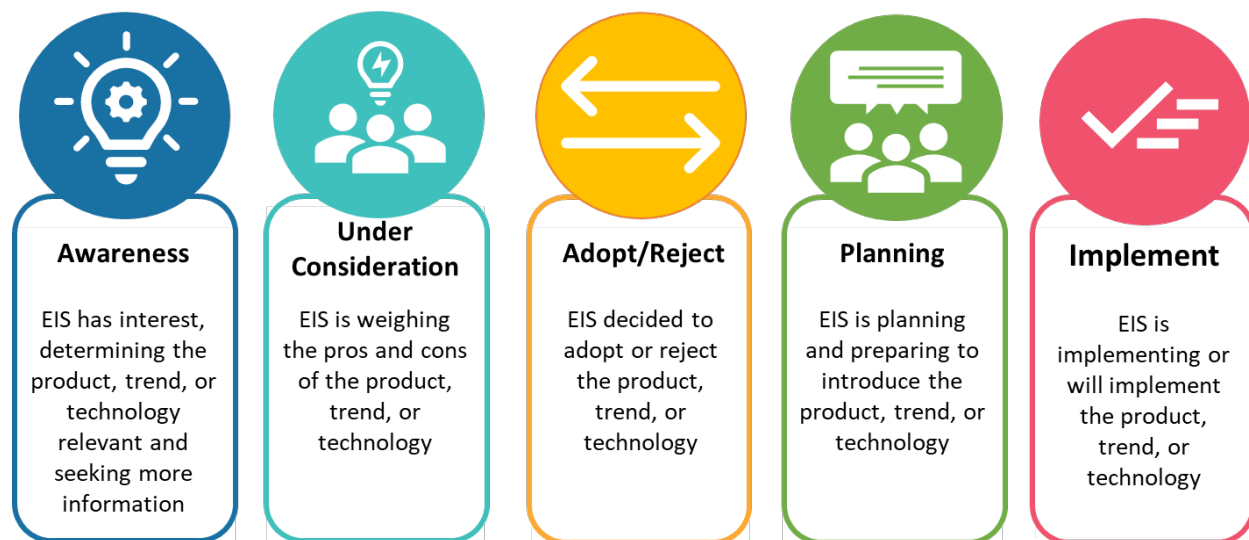 Awareness
EIS has interest,
determining the
product, trend, or
technology
relevant and
seeking more
information
Under
Consideration
EIS is weighing
the pros and cons
of the product,
trend, or
technology
Adopt/Reject
EIS decided to
adopt or reject
the product,
trend, or
technology
Planning
EIS is planning
and preparing to
introduce the
product, trend, or
technology
Implement
EIS is
implementing or
will implement
the product,
trend, or
technology